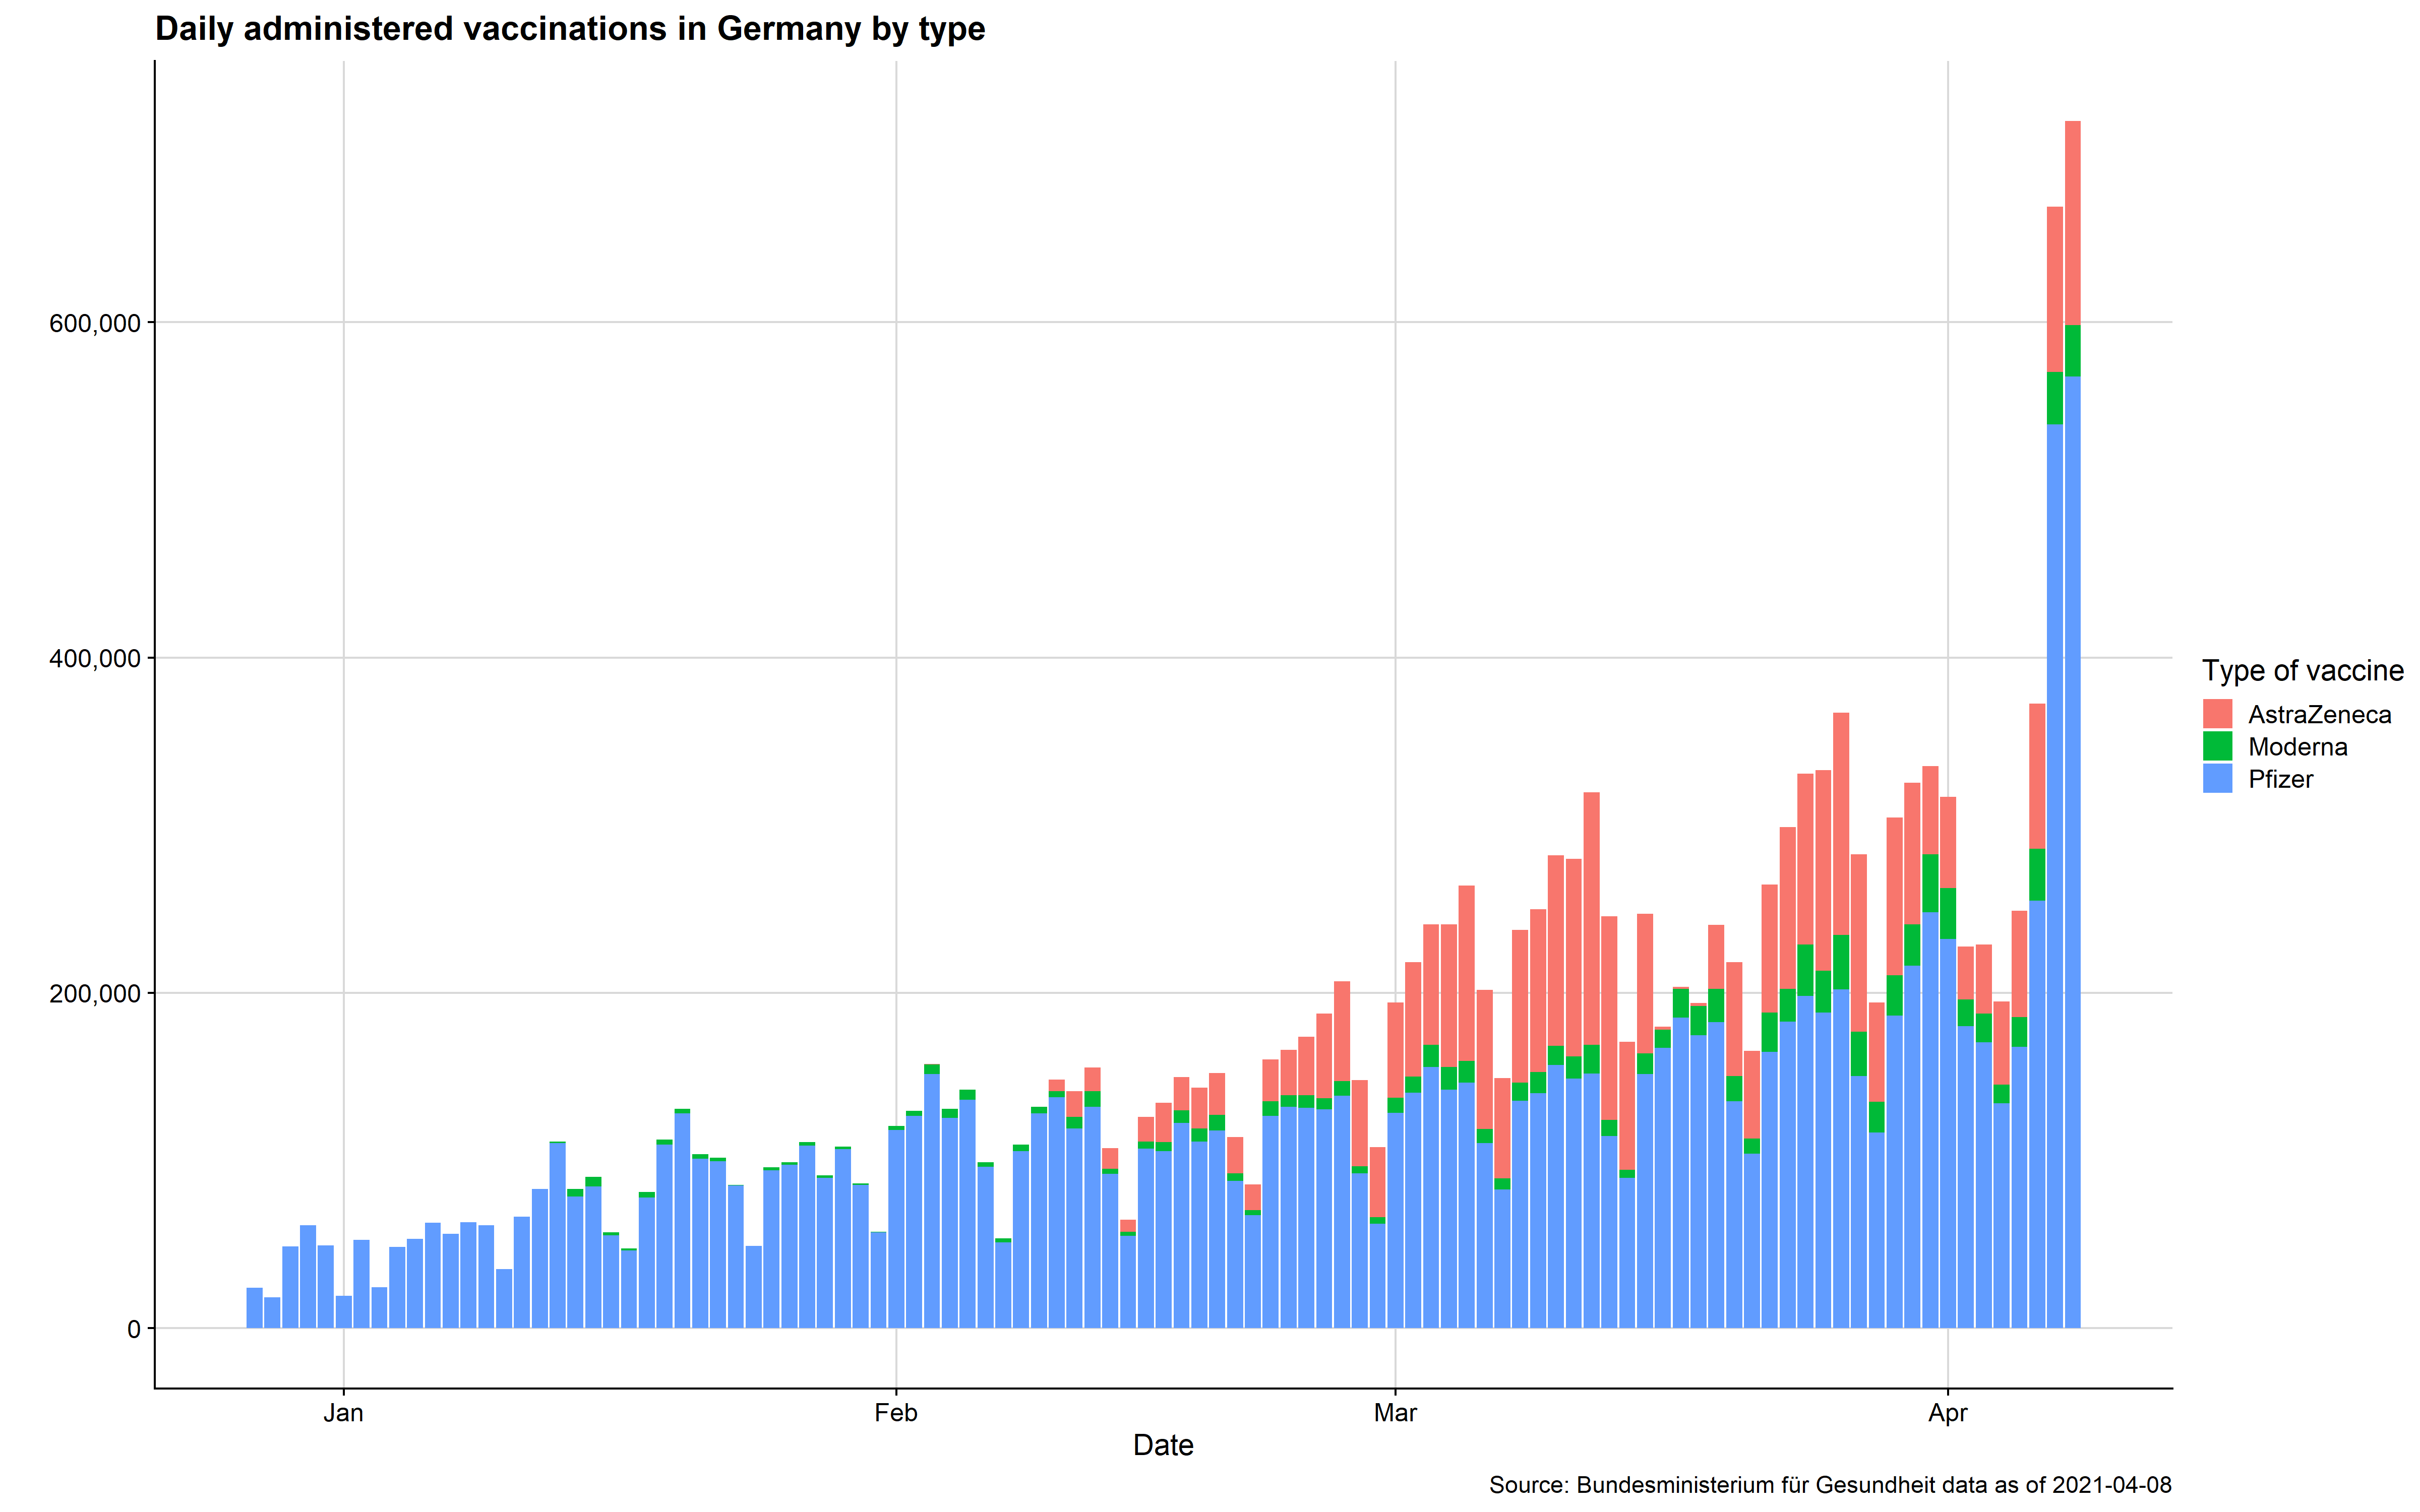 Daily administered vaccinations in Germany by type
600,000
400,000
200,000
0
Jan
Feb
Mar
Apr
Date
Type of vaccine
AstraZeneca
Moderna
Pfizer
Source: Bundesministerium für Gesundheit data as of 2021-04-08